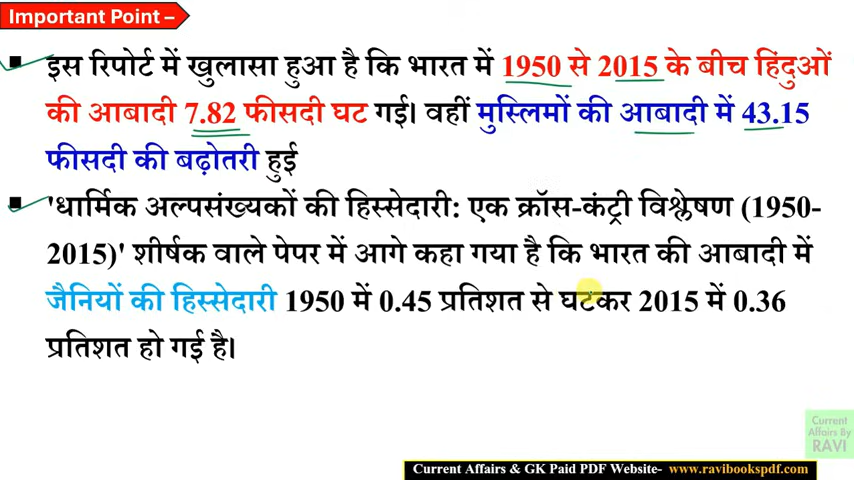 Important Point –
इस रिपोर्ट में खुलासा हुआ है कि भारत में 1950 से 2015 के बीच हिंदुओं
की आबादी 7.82 फीसदी घट गई। वहीं मुस्लिमों की आबादी में 43.15
फीसदी की बढ़ोतरी हुई
'धार्मिक अल्पसंख्यकों की हिस्सेदारी: एक क्रॉस-कंट्री विश्लेषण (1950-
2015)' शीर्षक वाले पेपर में आगे कहा गया है कि भारत की आबादी में
जैनियों की हिस्सेदारी 1950 में 0.45 प्रतिशत से घटकर 2015 में 0.36
प्रतिशत हो गई है।
Current
Affairs By
RAVI
Current Affairs & GK Paid PDF Website- www.ravibookspdf.com